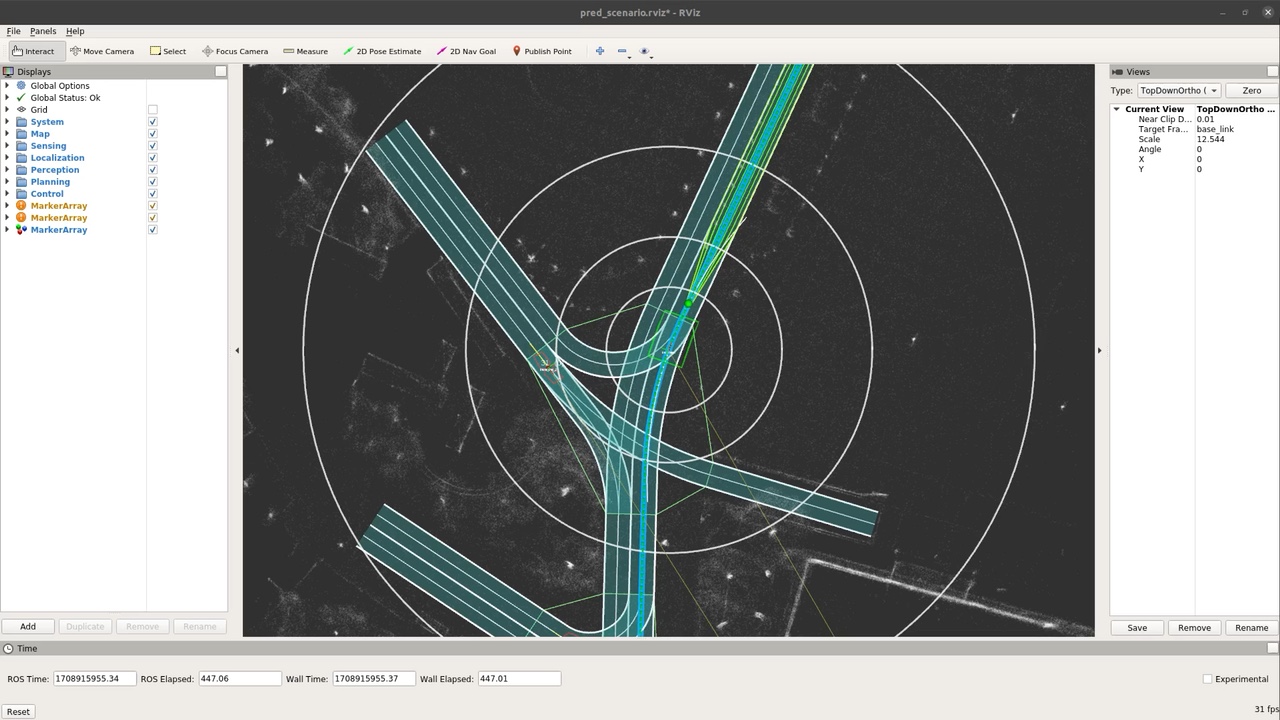 pred_scenario.rviz* - RViz
File Panels Help
Interact Move Camera Select Focus Camera Measure 2D Pose Estimate 2D Nav Goal Publish Point
Displays
Global Options
Global Status: Ok
Grid
System
Map
Sensing
Localization
Perception
Planning
Control
MarkerArray
MarkerArray
MarkerArray
Add Duplicate Remove Rename
Views
Type: TopDownOrtho ( Zero
Current View TopDownOrtho ...
Near Clip D... 0.01
Target Fra... base_link
Scale 12.544
Angle 0
X 0
Y 0
Save Remove Rename
Time
ROS Time: 1708915955.34 ROS Elapsed: 447.06 Wall Time: 1708915955.37 Wall Elapsed: 447.01 Experimental
Reset 31 fps